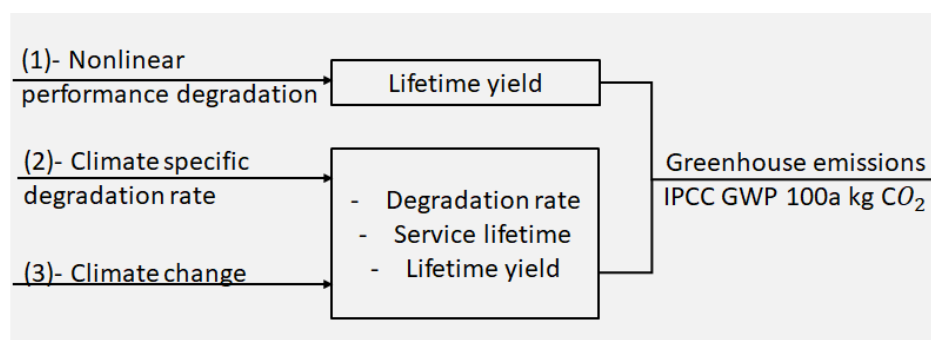 (1)- Nonlinear
performance degradation
Lifetime yield
(2)- Climate specific
degradation rate
(3)- Climate change
- Degradation rate
- Service lifetime
- Lifetime yield
Greenhouse emissions
IPCC GWP 100a kg CO₂